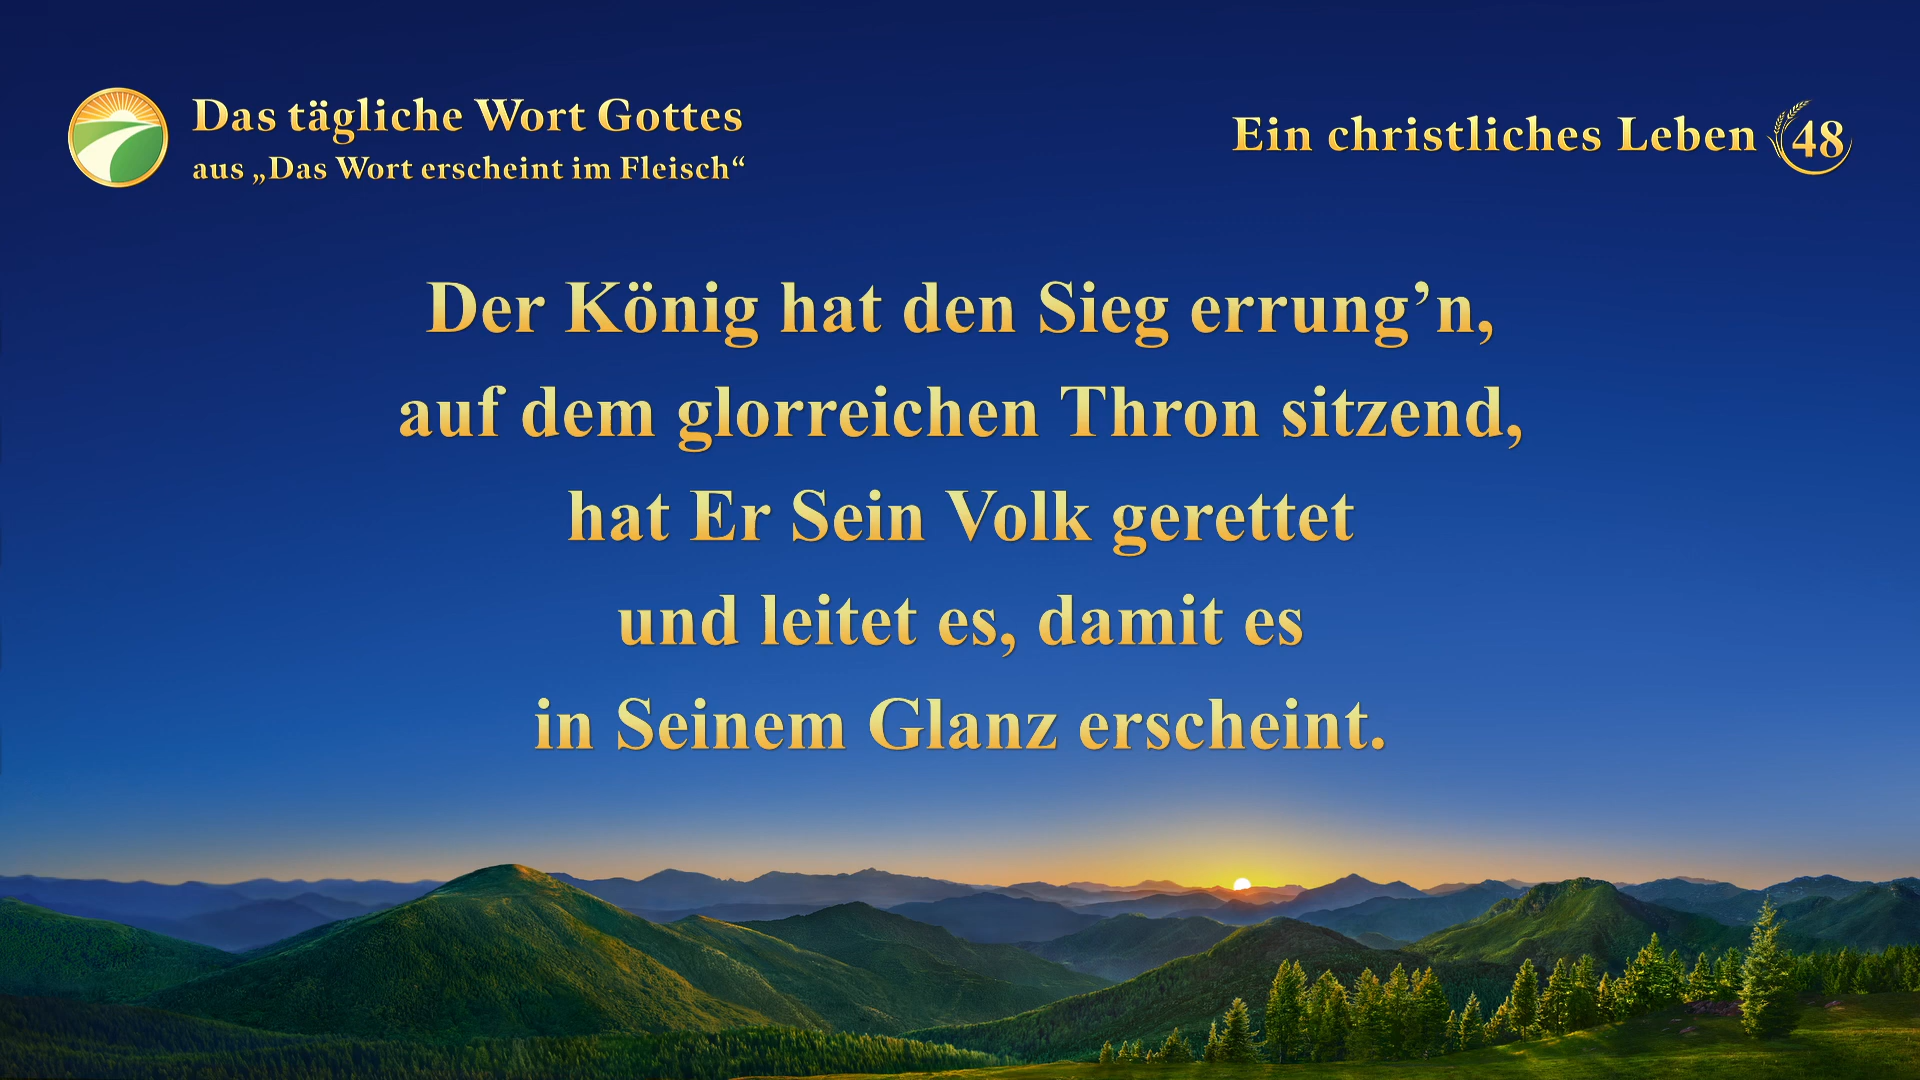 Das tägliche Wort Gottes
aus „Das Wort erscheint im Fleisch“
Ein christliches Leben 48
Der König hat den Sieg errung’n,
auf dem glorreichen Thron sitzend,
hat Er Sein Volk gerettet
und leitet es, damit es
in Seinem Glanz erscheint.